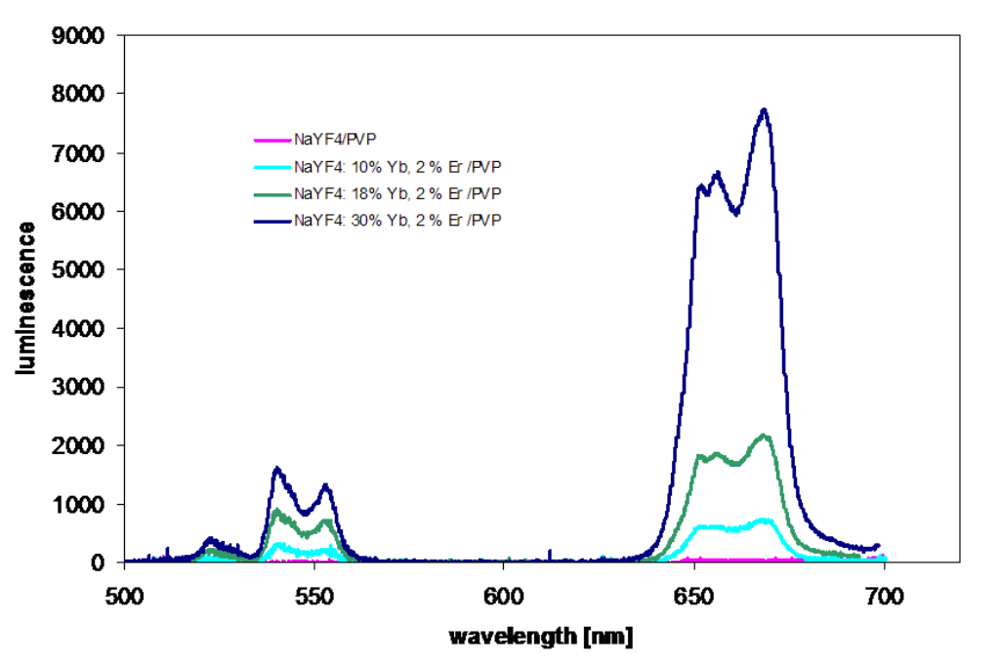 9000
8000
7000
6000
5000
4000
3000
2000
1000
0
luminescence
NaYF4/PVP
NaYF4: 10% Yb, 2 % Er /PVP
NaYF4: 18% Yb, 2 % Er /PVP
NaYF4: 30% Yb, 2 % Er /PVP
500 550 600 650 700
wavelength [nm]